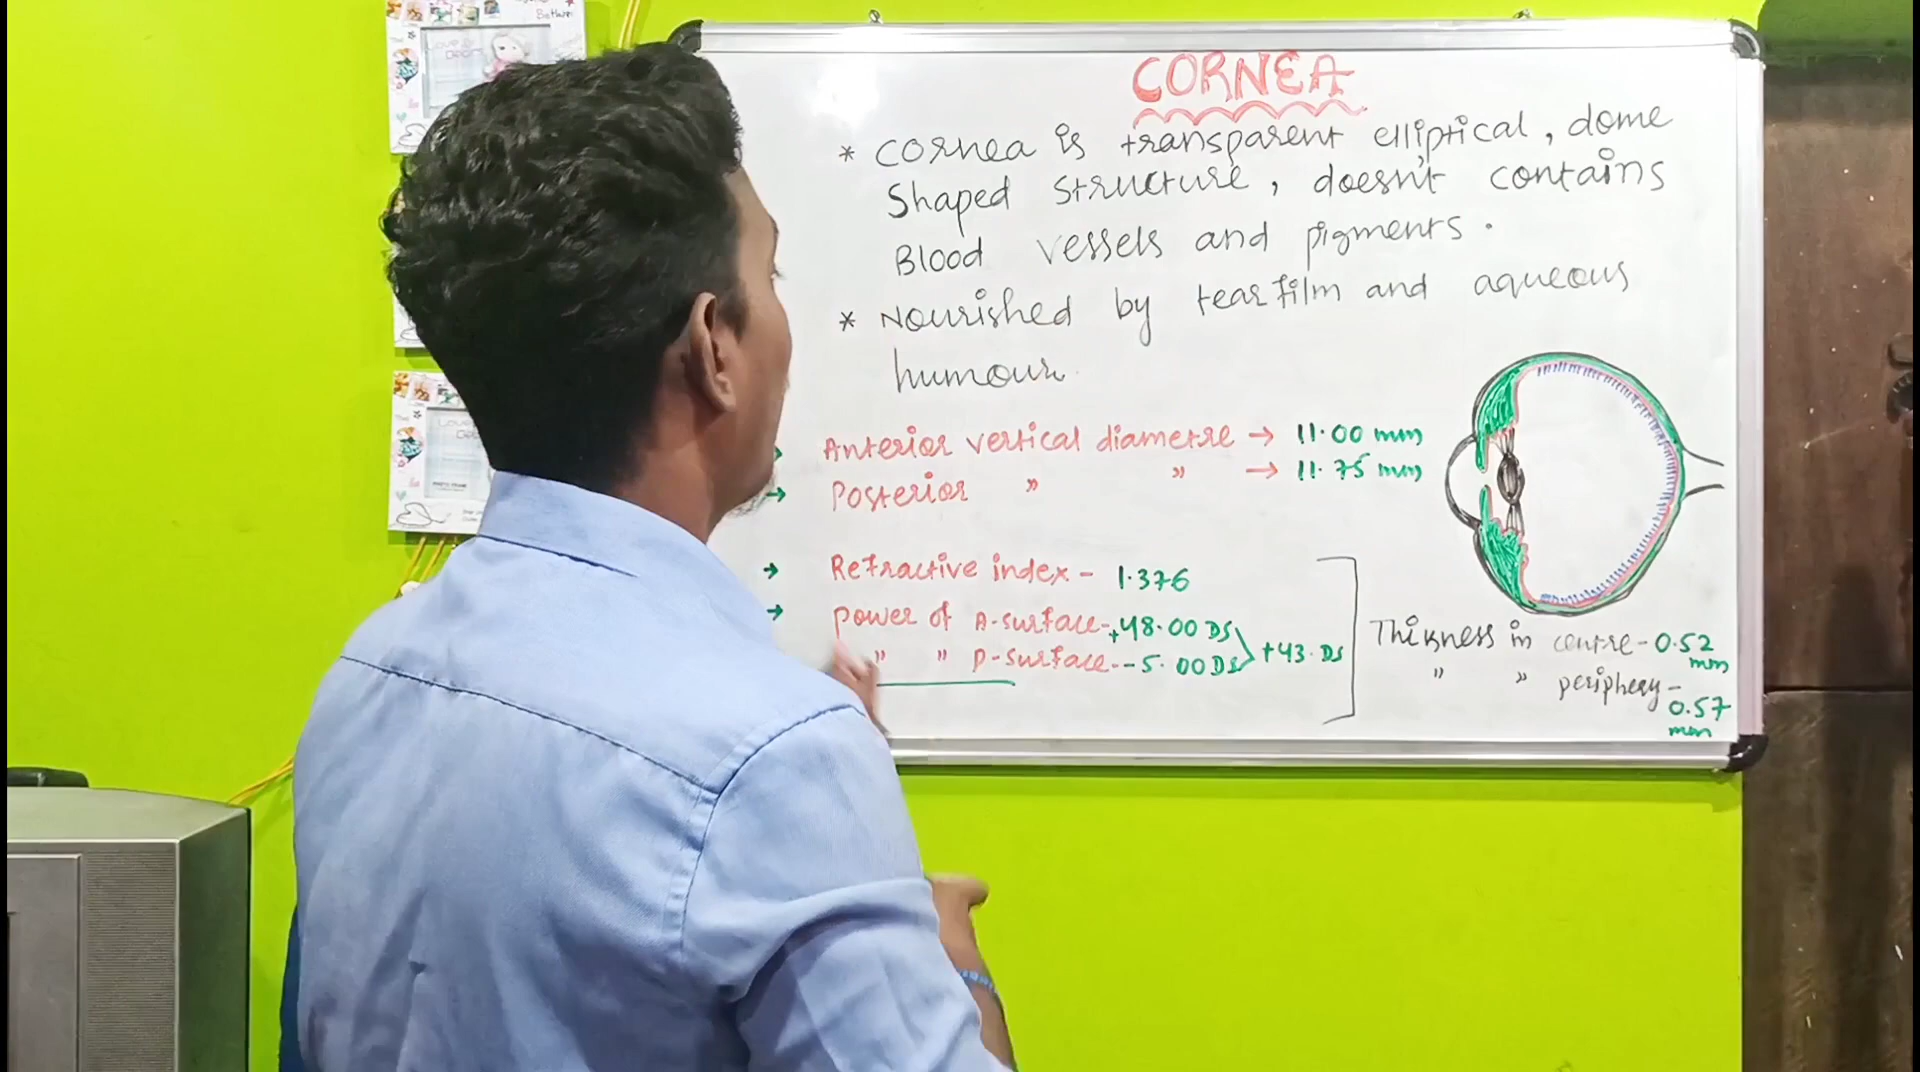 CORNEA
* Cornea is transparent elliptical, dome
Shaped structure, doesn't contains
Blood vessels and pigments.
* Nourished by tearfilm and aqueous
humour.
→ Anterior vertical diametre → 11.00 mm
→ Posterior " " → 11.75 mm
→ Refractive index - 1.376
→ Power of A-surface - +48.00 DS
" " P-surface - -5.00 DS
+43. DS
Thikness in centre - 0.52
mm
" " periphery -
0.57
mm